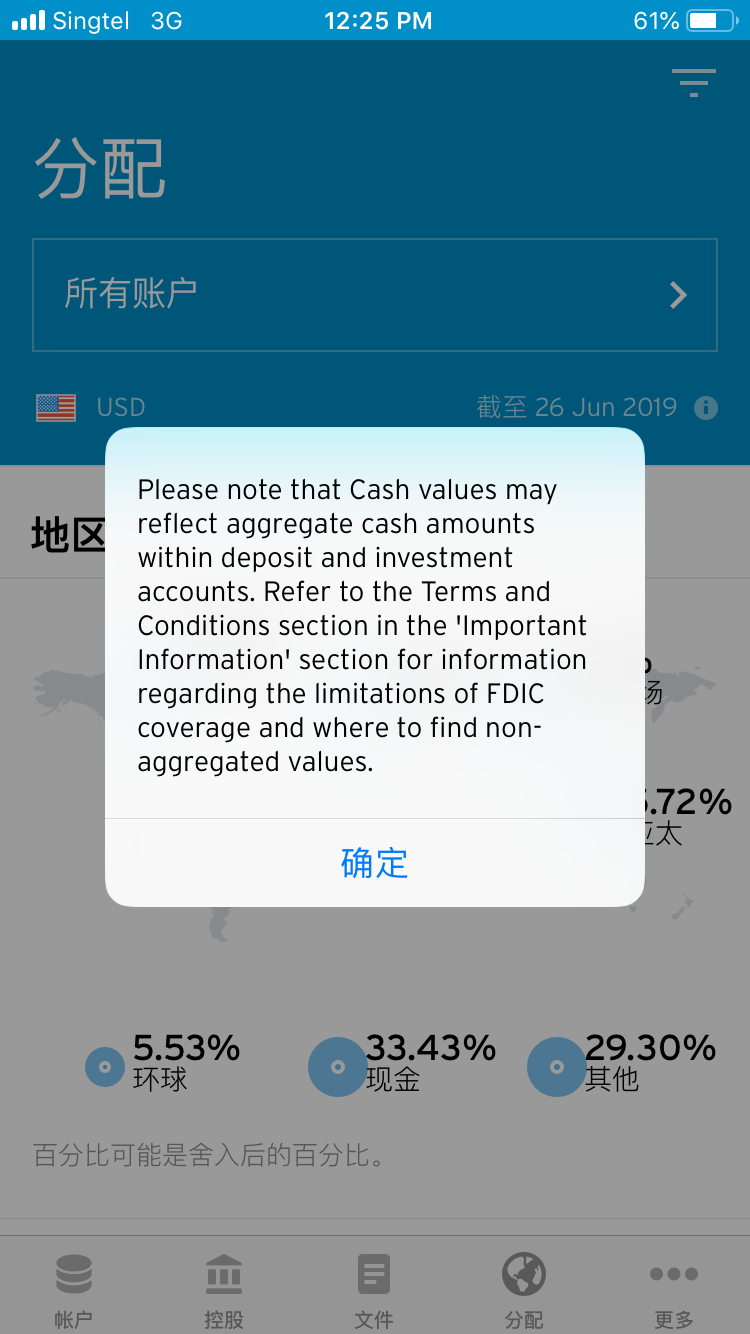 Singtel 3G 12:25 PM 61%
分配
所有账户
USD 截至 26 Jun 2019
地区
Please note that Cash values may
reflect aggregate cash amounts
within deposit and investment
accounts. Refer to the Terms and
Conditions section in the 'Important
Information' section for information
regarding the limitations of FDIC
coverage and where to find non-
aggregated values.
场
.72%
亚太
确定
5.53% 33.43% 29.30%
环球 现金 其他
百分比可能是舍入后的百分比。
帐户 控股 文件 分配 更多